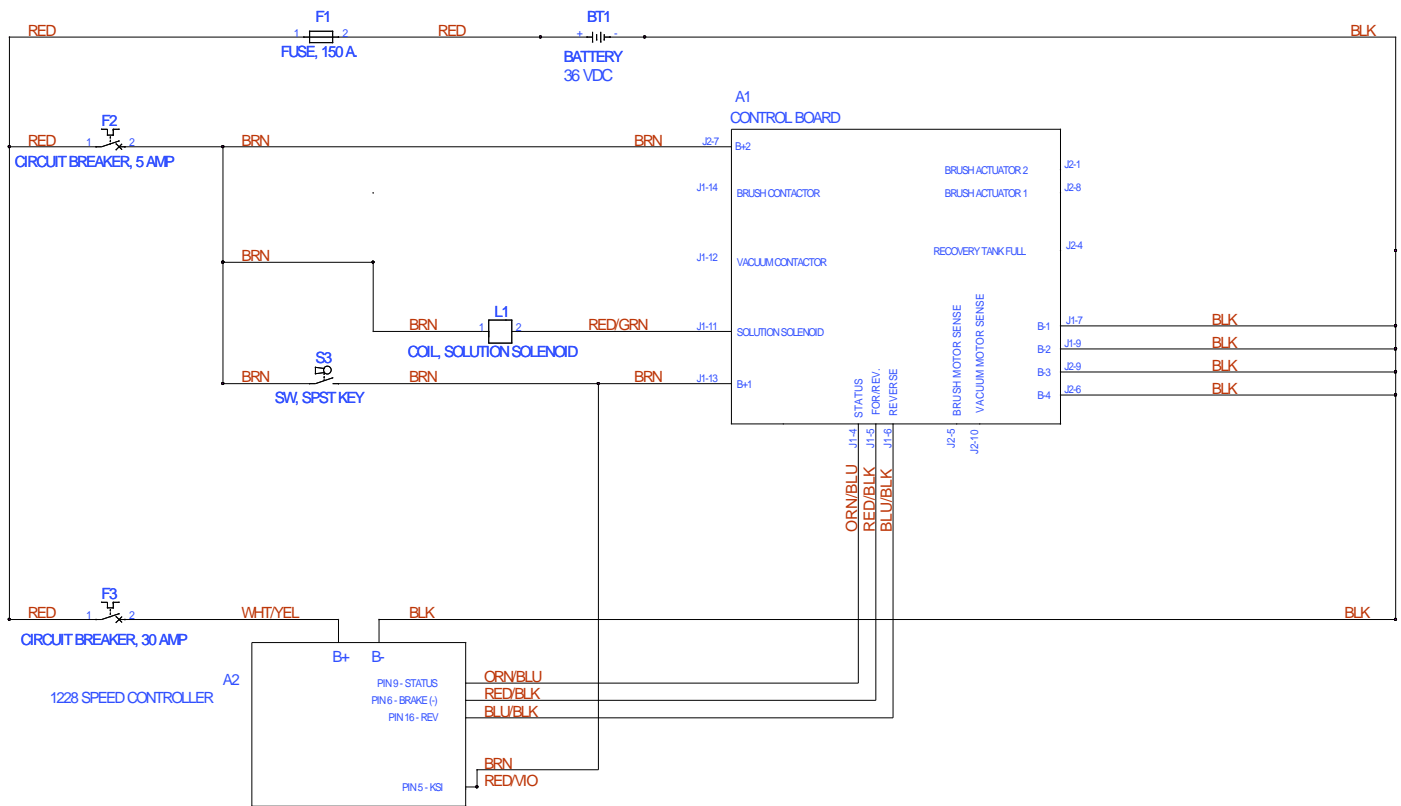 RED
F1
1
2
FUSE, 150 A.
RED
BT1
+
-
BATTERY
36 VDC
BLK
A1
CONTROL BOARD
F2
RED
1
2
CIRCUIT BREAKER, 5 AMP
BRN
BRN
J2-7
B+2
J1-14
BRUSH CONTACTOR
BRUSH ACTUATOR 2
J2-1
BRUSH ACTUATOR 1
J2-8
BRN
J1-12
VACUUM CONTACTOR
RECOVERY TANK FULL
J2-4
BRN
L1
1
2
COIL, SOLUTION SOLENOID
RED/GRN
J1-11
SOLUTION SOLENOID
BRN
S3
SW, SPST KEY
BRN
BRN
J1-13
B+1
STATUS
FOR/REV.
REVERSE
BRUSH MOTOR SENSE
VACUUM MOTOR SENSE
B-1
J1-7
BLK
B-2
J1-9
BLK
B-3
J2-9
BLK
B-4
J2-6
BLK
J1-4
J1-5
J1-6
J2-5
J2-10
ORN/BLU
RED/BLK
BLU/BLK
F3
RED
1
2
CIRCUIT BREAKER, 30 AMP
WHT/YEL
BLK
BLK
B+
B-
A2
1228 SPEED CONTROLLER
PIN 9 - STATUS
ORN/BLU
PIN 6 - BRAKE (-)
RED/BLK
PIN 16 - REV
BLU/BLK
BRN
PIN 5 - KSI
RED/VIO